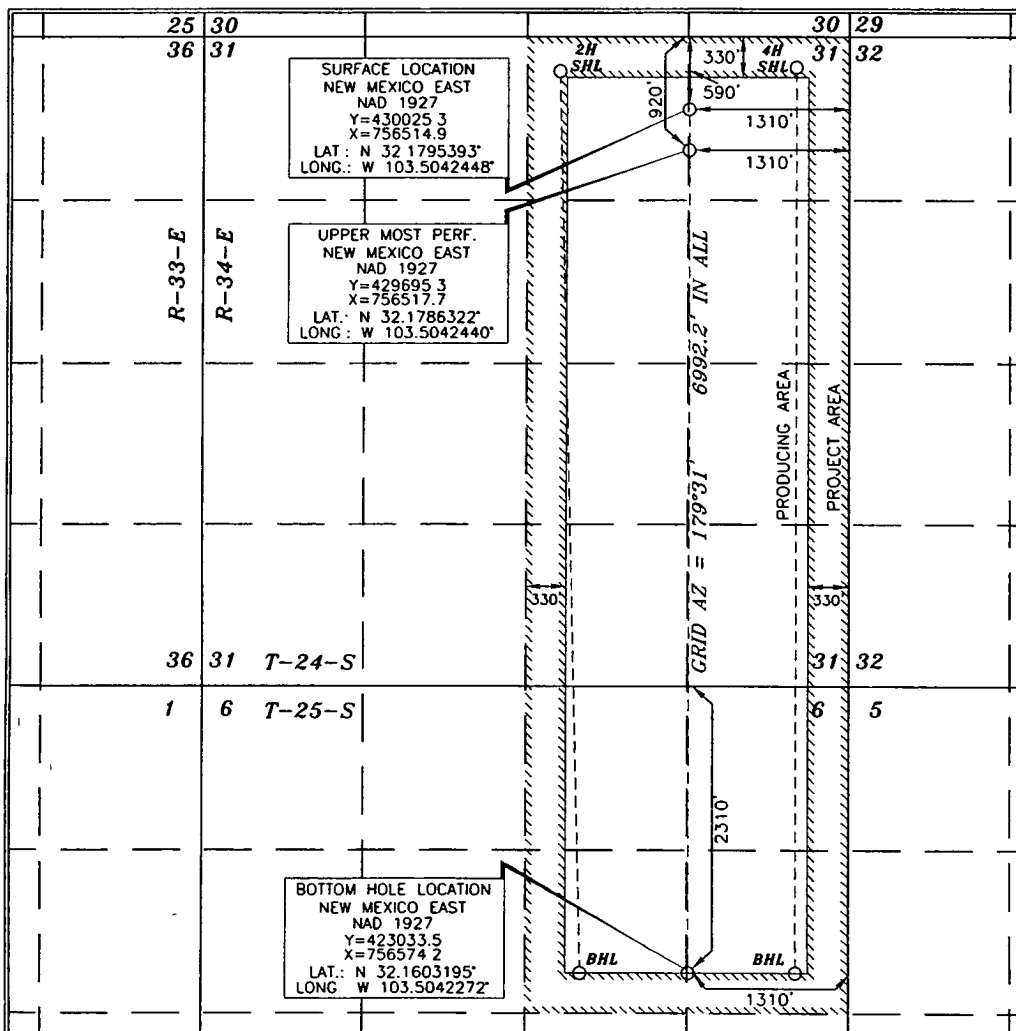 25 30
30 29
36 31
31 32
2H
SHL
4H
SHL
330'
590'
920'
1310'
1310'
SURFACE LOCATION
NEW MEXICO EAST
NAD 1927
Y=430025 3
X=756514.9
LAT: N 32 1795393°
LONG.: W 103.5042448°
UPPER MOST PERF.
NEW MEXICO EAST
NAD 1927
Y=429695 3
X=756517.7
LAT.: N 32.1786322°
LONG: W 103.5042440°
R-33-E
R-34-E
GRID AZ = 179°31' 6992.2' IN ALL
PRODUCING AREA
PROJECT AREA
330'
330'
36 31 T-24-S
31 32
1 6 T-25-S
6 5
2310'
BOTTOM HOLE LOCATION
NEW MEXICO EAST
NAD 1927
Y=423033.5
X=756574 2
LAT.: N 32.1603195°
LONG W 103.5042272°
BHL
BHL
1310'